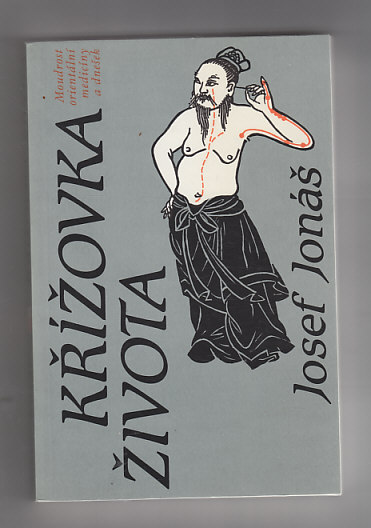 Moudrost
orientální
medicíny
a dnešek
KŘÍŽOVKA
ŽIVOTA
Josef Jonáš